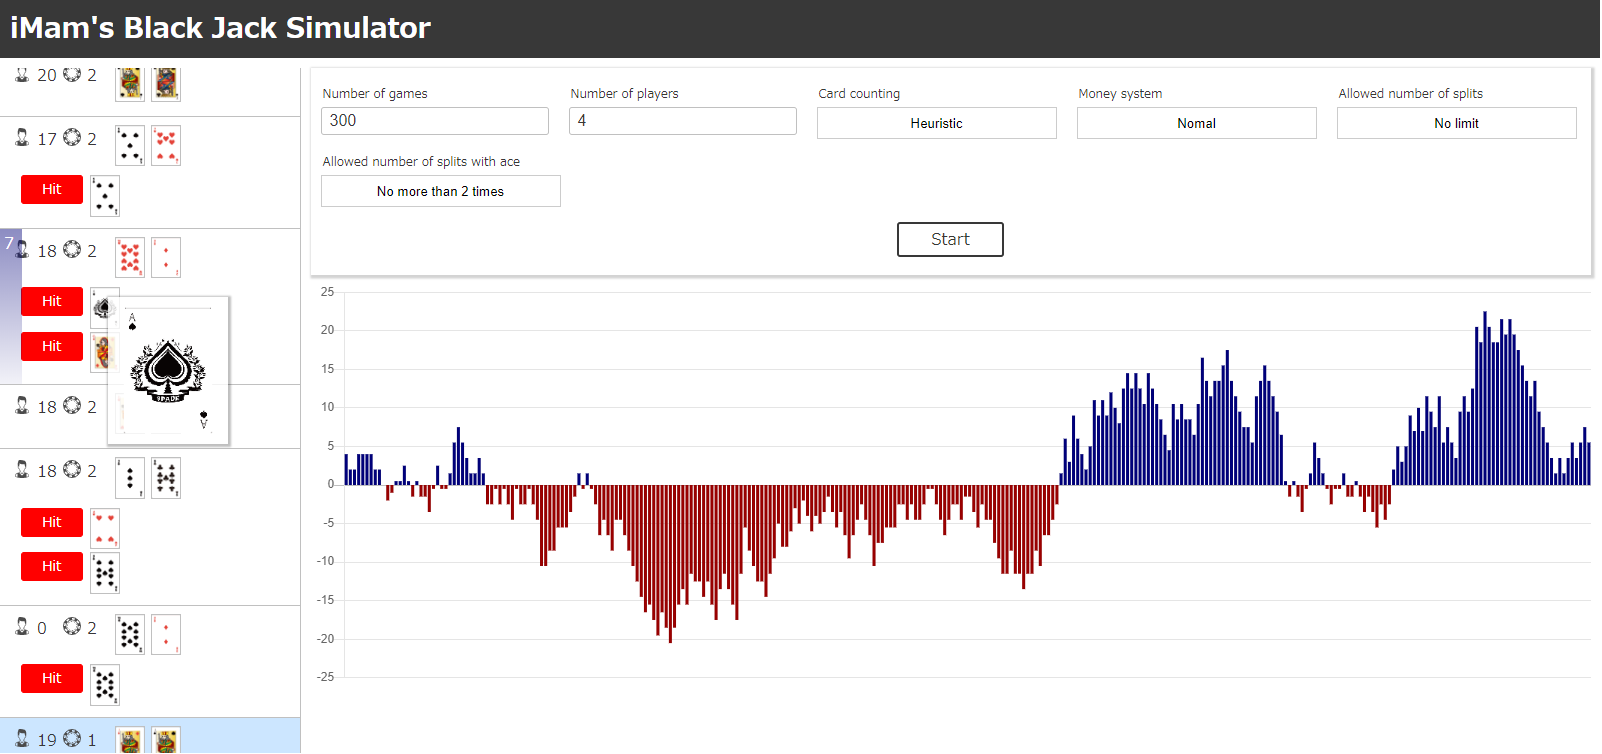 iMam's Black Jack Simulator
20 2
17 2
Hit
7 18 2
Hit
A
Hit
SPADE
A
18 2
18 2
Hit
Hit
0 2
Hit
19 1
Number of games
300
Number of players
4
Card counting
Heuristic
Money system
Nomal
Allowed number of splits
No limit
Allowed number of splits with ace
No more than 2 times
Start
25
20
15
10
5
0
-5
-10
-15
-20
-25